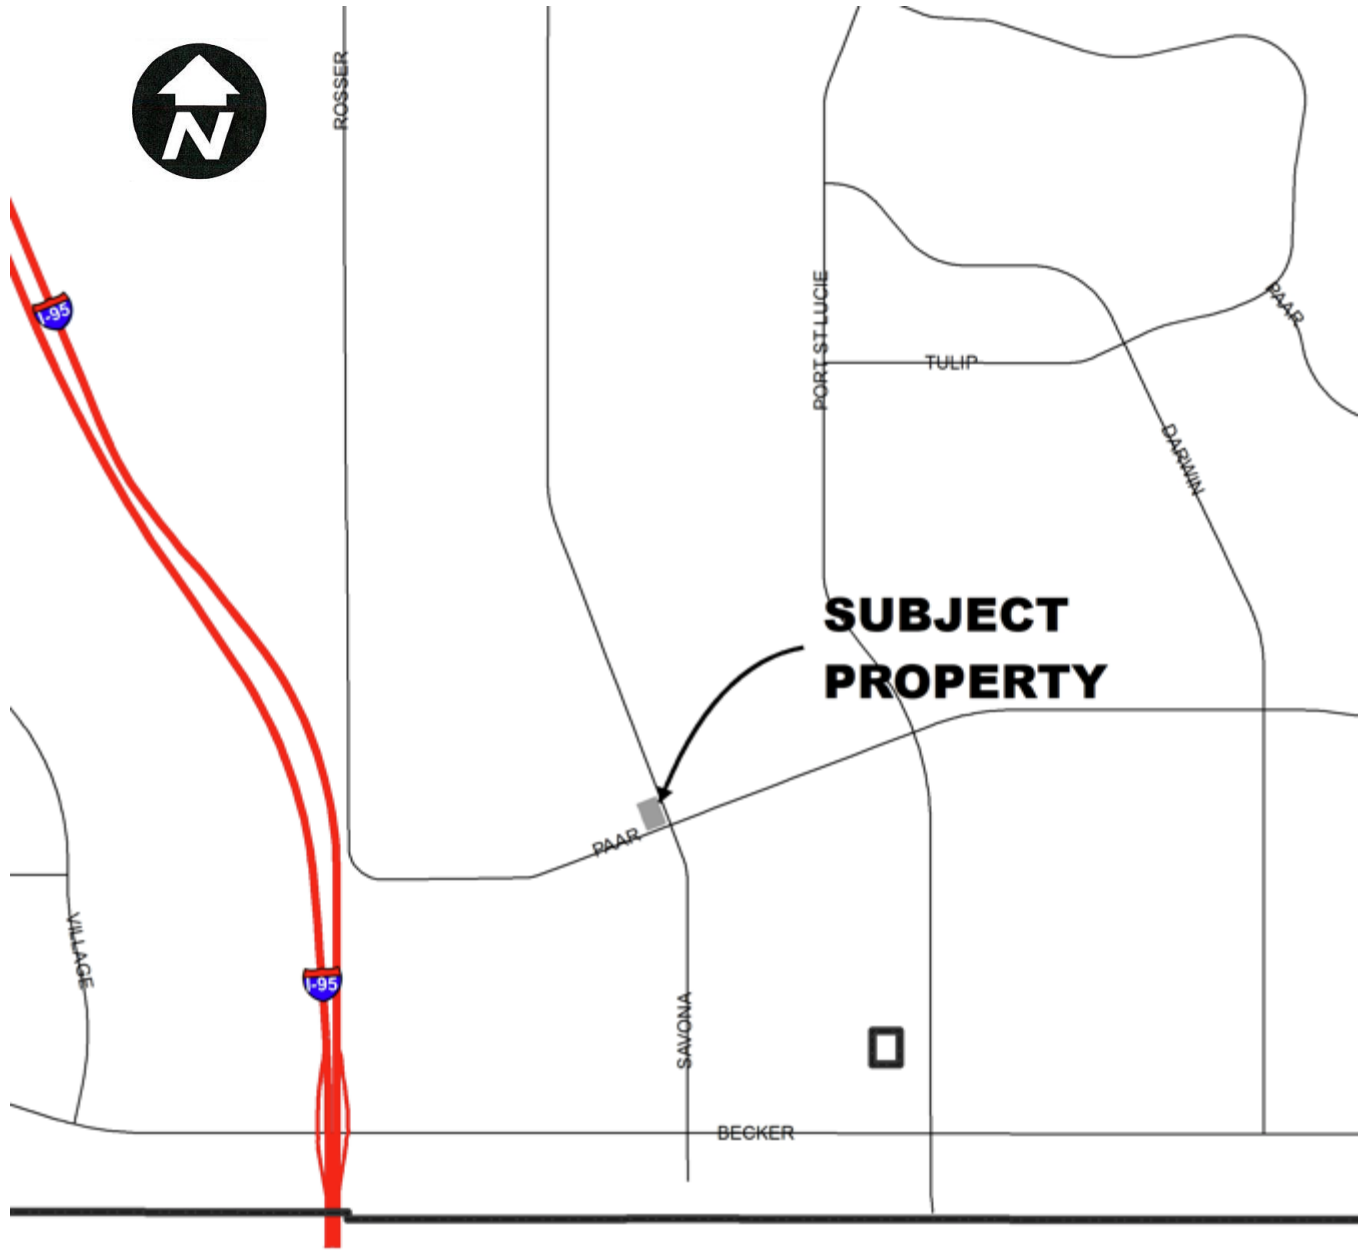 N
ROSSER
I-95
PORT ST LUCIE
PAAR
TULIP
DARWIN
SUBJECT
PROPERTY
PAAR
VILLAGE
I-95
SAVONA
BECKER